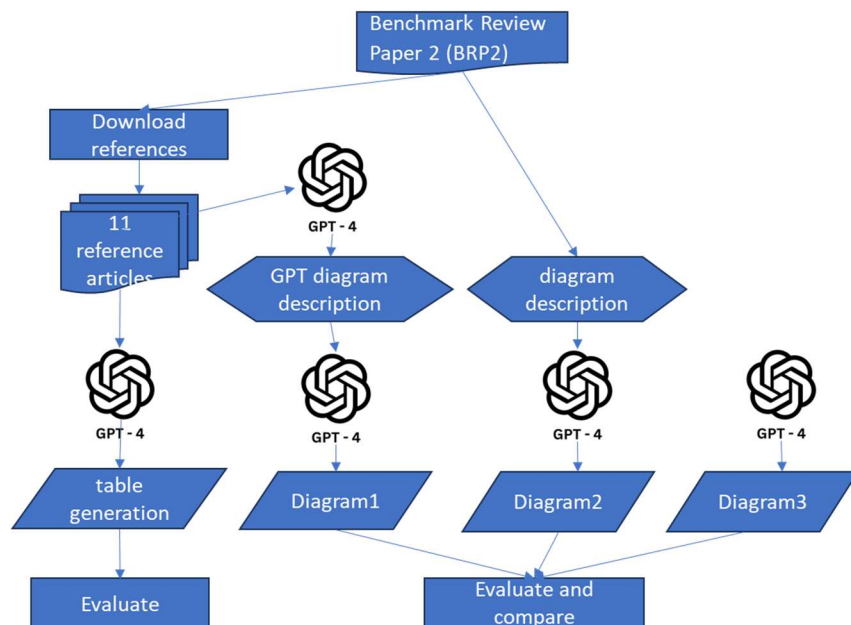 Benchmark Review
Paper 2 (BRP2)
Download
references
11
reference
articles
GPT - 4
GPT diagram
description
diagram
description
GPT - 4
GPT - 4
GPT - 4
GPT - 4
table
generation
Diagram1
Diagram2
Diagram3
Evaluate
Evaluate and
compare